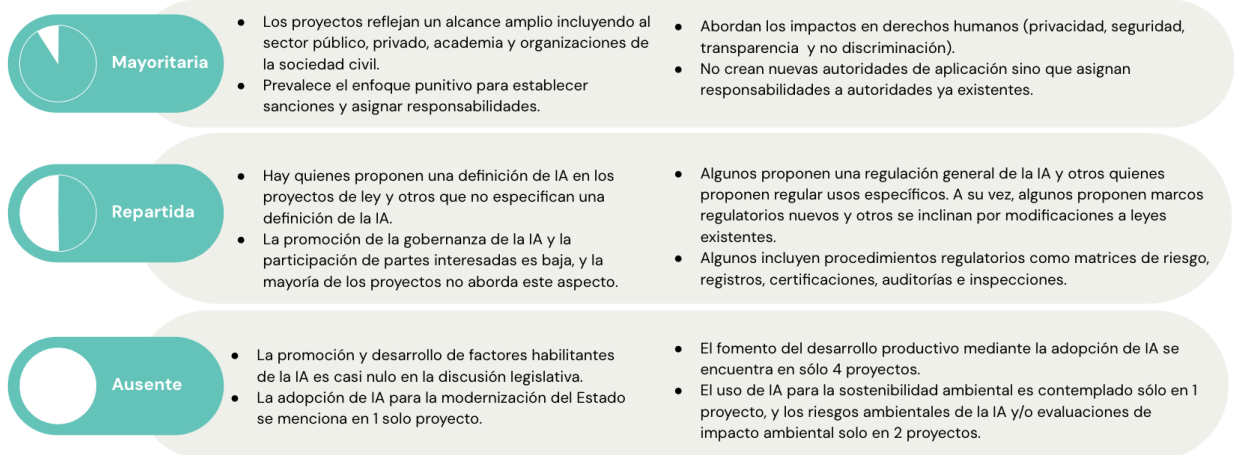 Mayoritaria
● Los proyectos reflejan un alcance amplio incluyendo al
sector público, privado, academia y organizaciones de
la sociedad civil.
● Prevalece el enfoque punitivo para establecer
sanciones y asignar responsabilidades.
● Abordan los impactos en derechos humanos (privacidad, seguridad,
transparencia y no discriminación).
● No crean nuevas autoridades de aplicación sino que asignan
responsabilidades a autoridades ya existentes.
Repartida
● Hay quienes proponen una definición de IA en los
proyectos de ley y otros que no especifican una
definición de la IA.
● La promoción de la gobernanza de la IA y la
participación de partes interesadas es baja, y la
mayoría de los proyectos no aborda este aspecto.
● Algunos proponen una regulación general de la IA y otros quienes
proponen regular usos específicos. A su vez, algunos proponen marcos
regulatorios nuevos y otros se inclinan por modificaciones a leyes
existentes.
● Algunos incluyen procedimientos regulatorios como matrices de riesgo,
registros, certificaciones, auditorías e inspecciones.
Ausente
● La promoción y desarrollo de factores habilitantes
de la IA es casi nulo en la discusión legislativa.
● La adopción de IA para la modernización del Estado
se menciona en 1 solo proyecto.
● El fomento del desarrollo productivo mediante la adopción de IA se
encuentra en sólo 4 proyectos.
● El uso de IA para la sostenibilidad ambiental es contemplado sólo en 1
proyecto, y los riesgos ambientales de la IA y/o evaluaciones de
impacto ambiental solo en 2 proyectos.